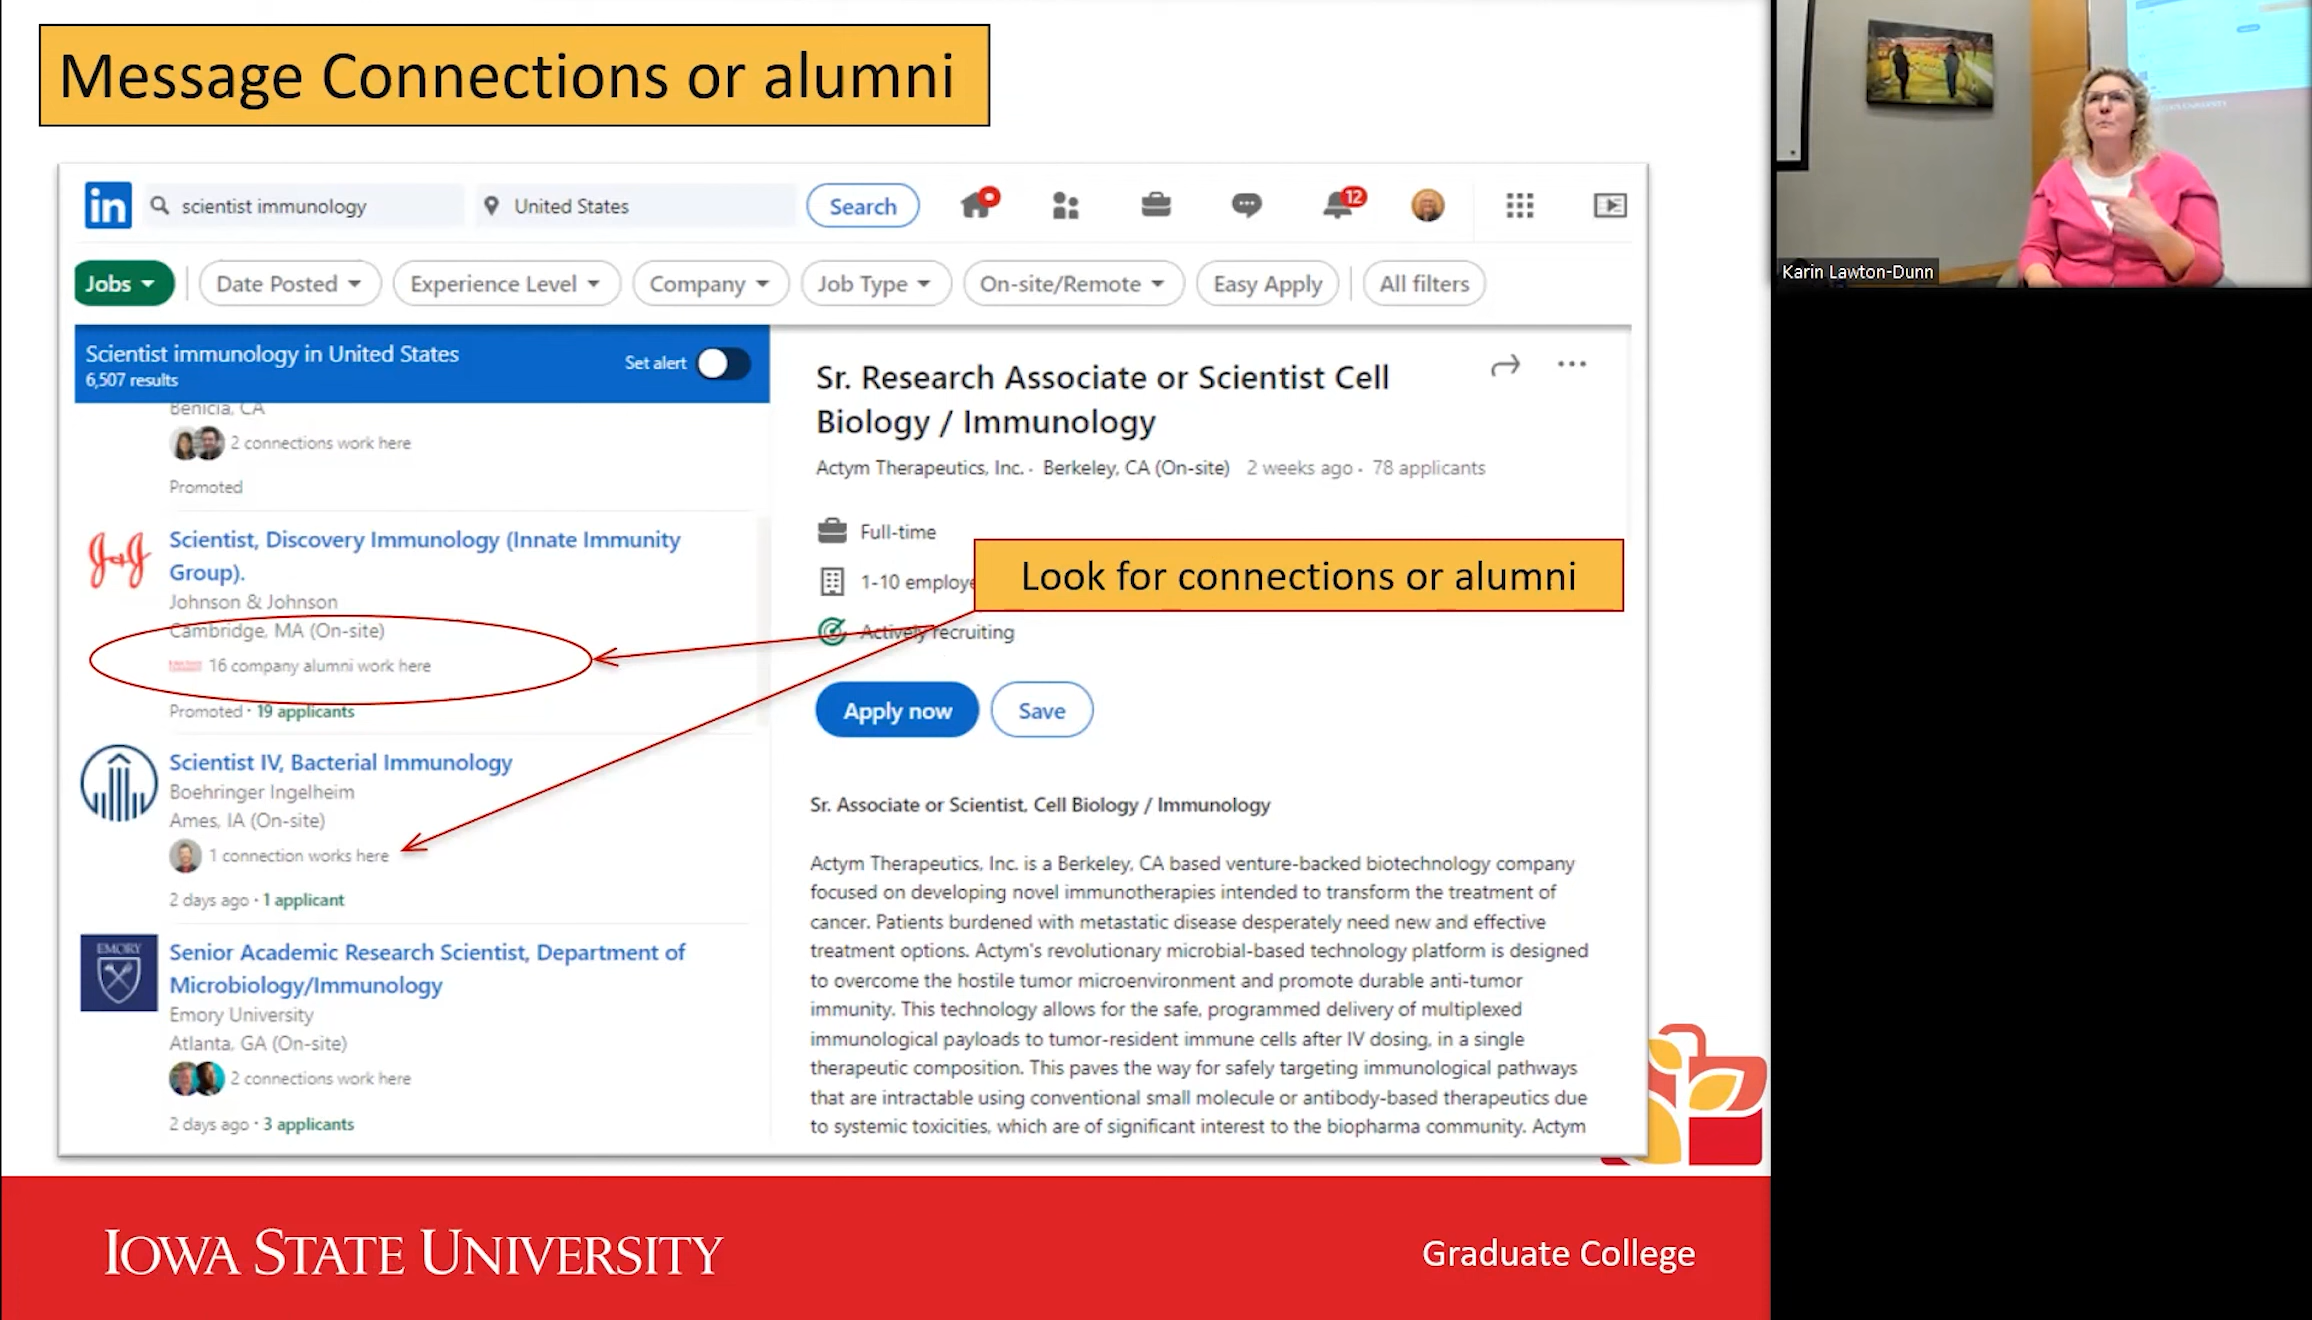 Message Connections or alumni
in
scientist immunology
United States
Search
12
Jobs
Date Posted
Experience Level
Company
Job Type
On-site/Remote
Easy Apply
All filters
Scientist immunology in United States
6,507 results
Set alert
Benicia, CA
2 connections work here
Promoted
J&J
Scientist, Discovery Immunology (Innate Immunity
Group).
Johnson & Johnson
Cambridge, MA (On-site)
16 company alumni work here
Promoted · 19 applicants
Scientist IV, Bacterial Immunology
Boehringer Ingelheim
Ames, IA (On-site)
1 connection works here
2 days ago · 1 applicant
EMORY
Senior Academic Research Scientist, Department of
Microbiology/Immunology
Emory University
Atlanta, GA (On-site)
2 connections work here
2 days ago · 3 applicants
Sr. Research Associate or Scientist Cell
Biology / Immunology
Actym Therapeutics, Inc. · Berkeley, CA (On-site) 2 weeks ago · 78 applicants
Full-time
1-10 employe
Look for connections or alumni
Actively recruiting
Apply now
Save
Sr. Associate or Scientist, Cell Biology / Immunology
Actym Therapeutics, Inc. is a Berkeley, CA based venture-backed biotechnology company
focused on developing novel immunotherapies intended to transform the treatment of
cancer. Patients burdened with metastatic disease desperately need new and effective
treatment options. Actym's revolutionary microbial-based technology platform is designed
to overcome the hostile tumor microenvironment and promote durable anti-tumor
immunity. This technology allows for the safe, programmed delivery of multiplexed
immunological payloads to tumor-resident immune cells after IV dosing, in a single
therapeutic composition. This paves the way for safely targeting immunological pathways
that are intractable using conventional small molecule or antibody-based therapeutics due
to systemic toxicities, which are of significant interest to the biopharma community. Actym
IOWA STATE UNIVERSITY
Graduate College
Karin Lawton-Dunn